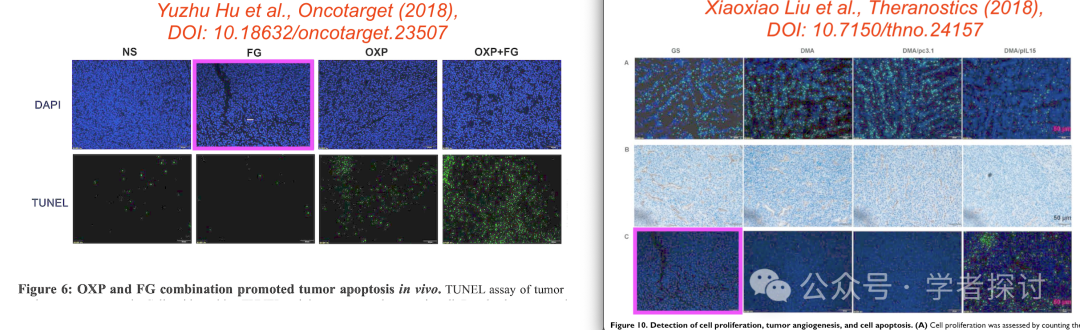 Yuzhu Hu et al., Oncotarget (2018),
DOI: 10.18632/oncotarget.23507
NS FG OXP OXP+FG
DAPI
TUNEL
Figure 6: OXP and FG combination promoted tumor apoptosis in vivo. TUNEL assay of tumor
Xiaoxiao Liu et al., Theranostics (2018),
DOI: 10.7150/thno.24157
GS DMA DMA/pc3.1 DMA/pIL15
A
50 μm
B
50 μm
C
50 μm
公众号 · 学者探讨
Figure 10. Detection of cell proliferation, tumor angiogenesis, and cell apoptosis. (A) Cell proliferation was assessed by counting the